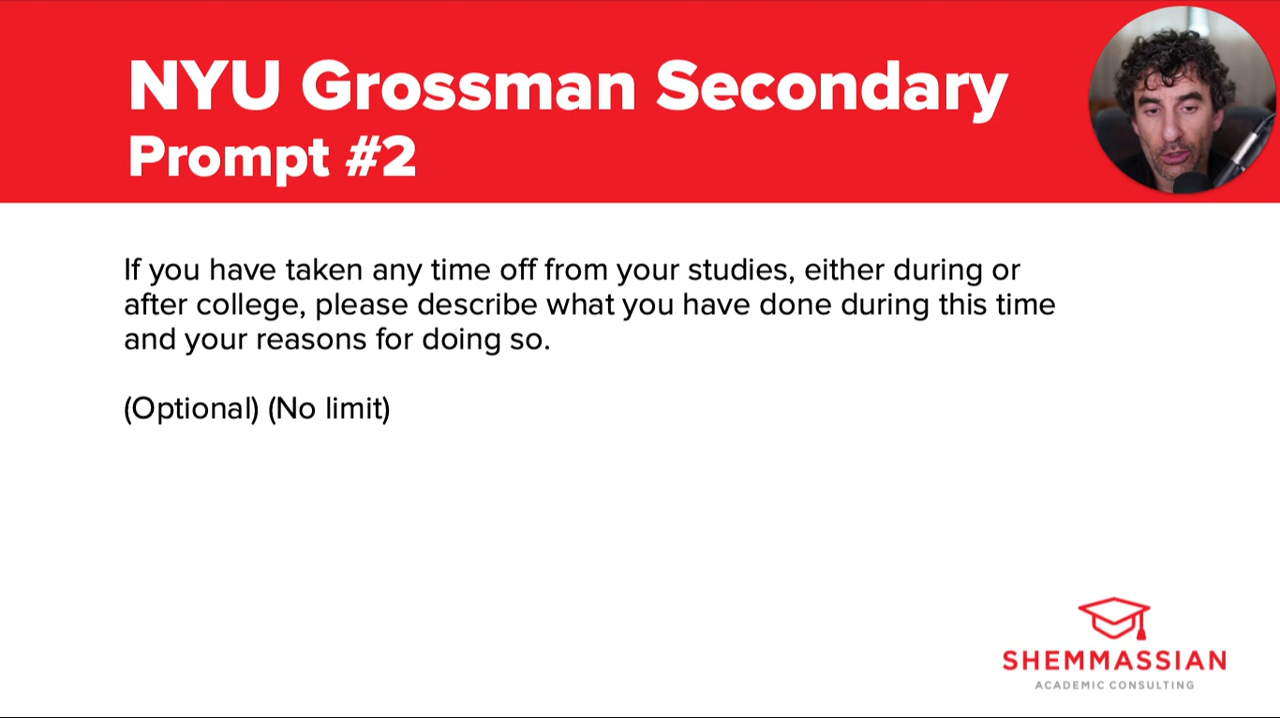 NYU Grossman Secondary
Prompt #2
If you have taken any time off from your studies, either during or
after college, please describe what you have done during this time
and your reasons for doing so.
(Optional) (No limit)
SHEMMASSIAN
ACADEMIC CONSULTING